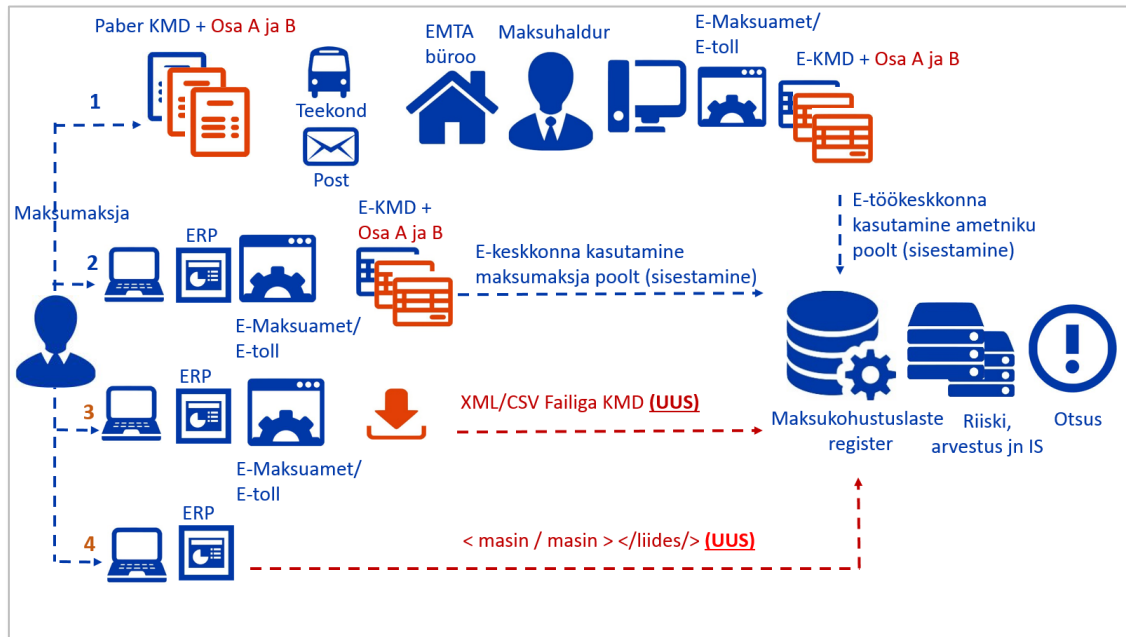 Paber KMD + Osa A ja B
1
Teekond
Post
EMTA
büroo
Maksuhaldur
E-Maksuamet/
E-toll
E-KMD + Osa A ja B
E-töökeskkonna
kasutamine ametniku
poolt (sisestamine)
Maksumaksja
2
ERP
E-Maksuamet/
E-toll
E-KMD +
Osa A ja B
E-keskkonna kasutamine
maksumaksja poolt (sisestamine)
3
ERP
E-Maksuamet/
E-toll
XML/CSV Failiga KMD (UUS)
Maksukohustuslaste
register
Riiski,
arvestus jn IS
Otsus
4
ERP
< masin / masin > </liides/> (UUS)